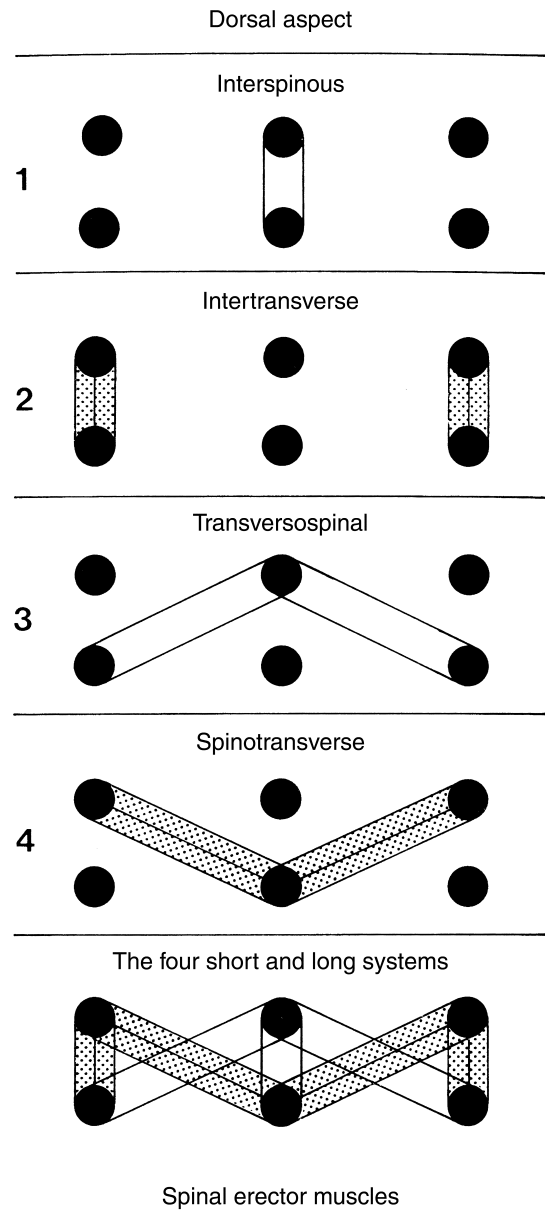 Dorsal aspect
Interspinous
1
Intertransverse
2
Transversospinal
3
Spinotransverse
4
The four short and long systems
Spinal erector muscles